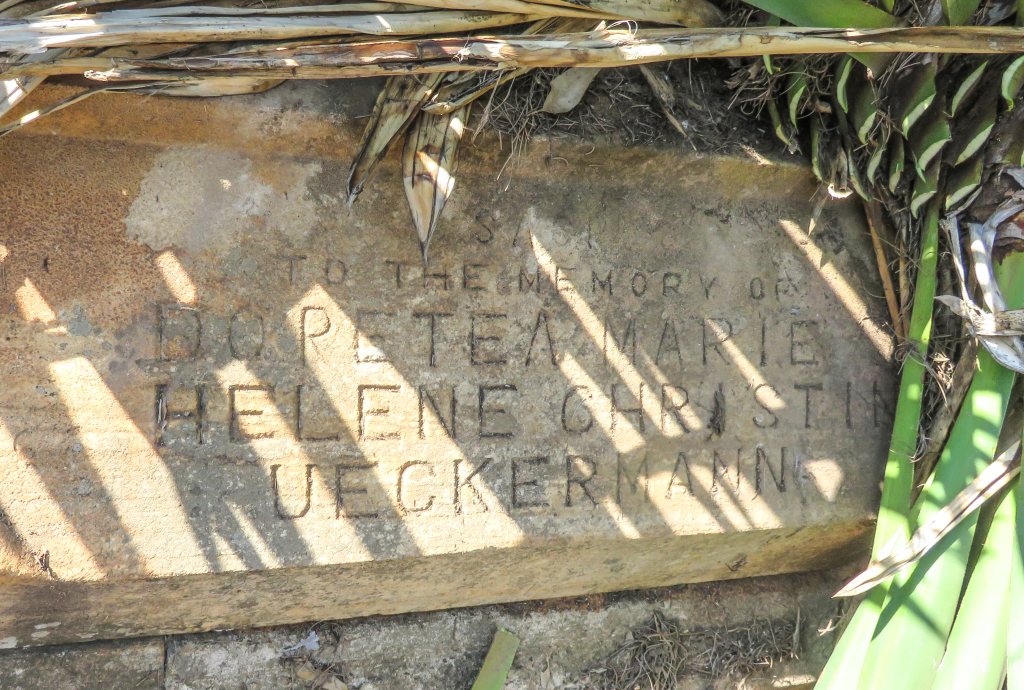 TO THE MEMORY OF
DOPETEA MARIE
HELENE CHRISTIN
UECKERMANN